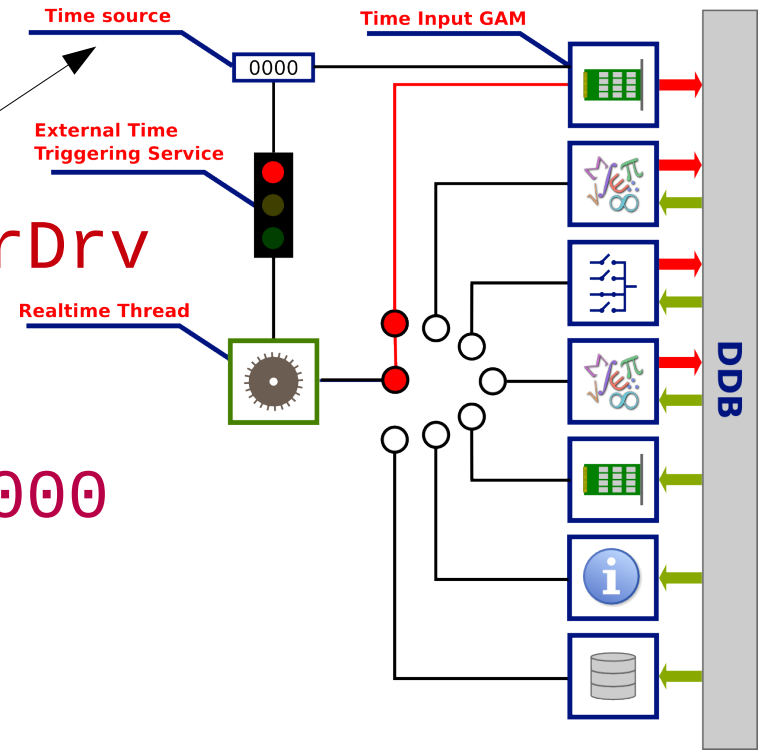 Time source
Time Input GAM
0000
External Time
Triggering Service
rDrv
Realtime Thread
DDB
000